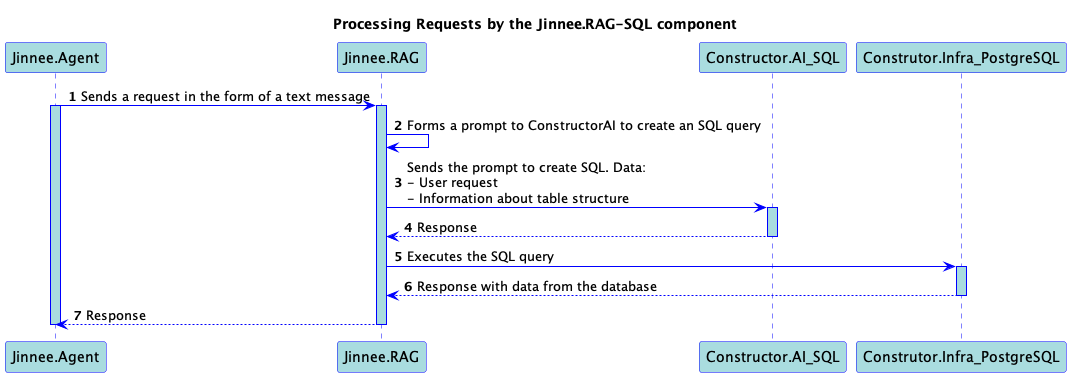 Processing Requests by the Jinnee.RAG-SQL component
Jinnee.Agent
Jinnee.RAG
Constructor.AI_SQL
Construtor.Infra_PostgreSQL
1 Sends a request in the form of a text message
2 Forms a prompt to ConstructorAI to create an SQL query
Sends the prompt to create SQL. Data:
3 - User request
- Information about table structure
4 Response
5 Executes the SQL query
6 Response with data from the database
7 Response
Jinnee.Agent
Jinnee.RAG
Constructor.AI_SQL
Construtor.Infra_PostgreSQL